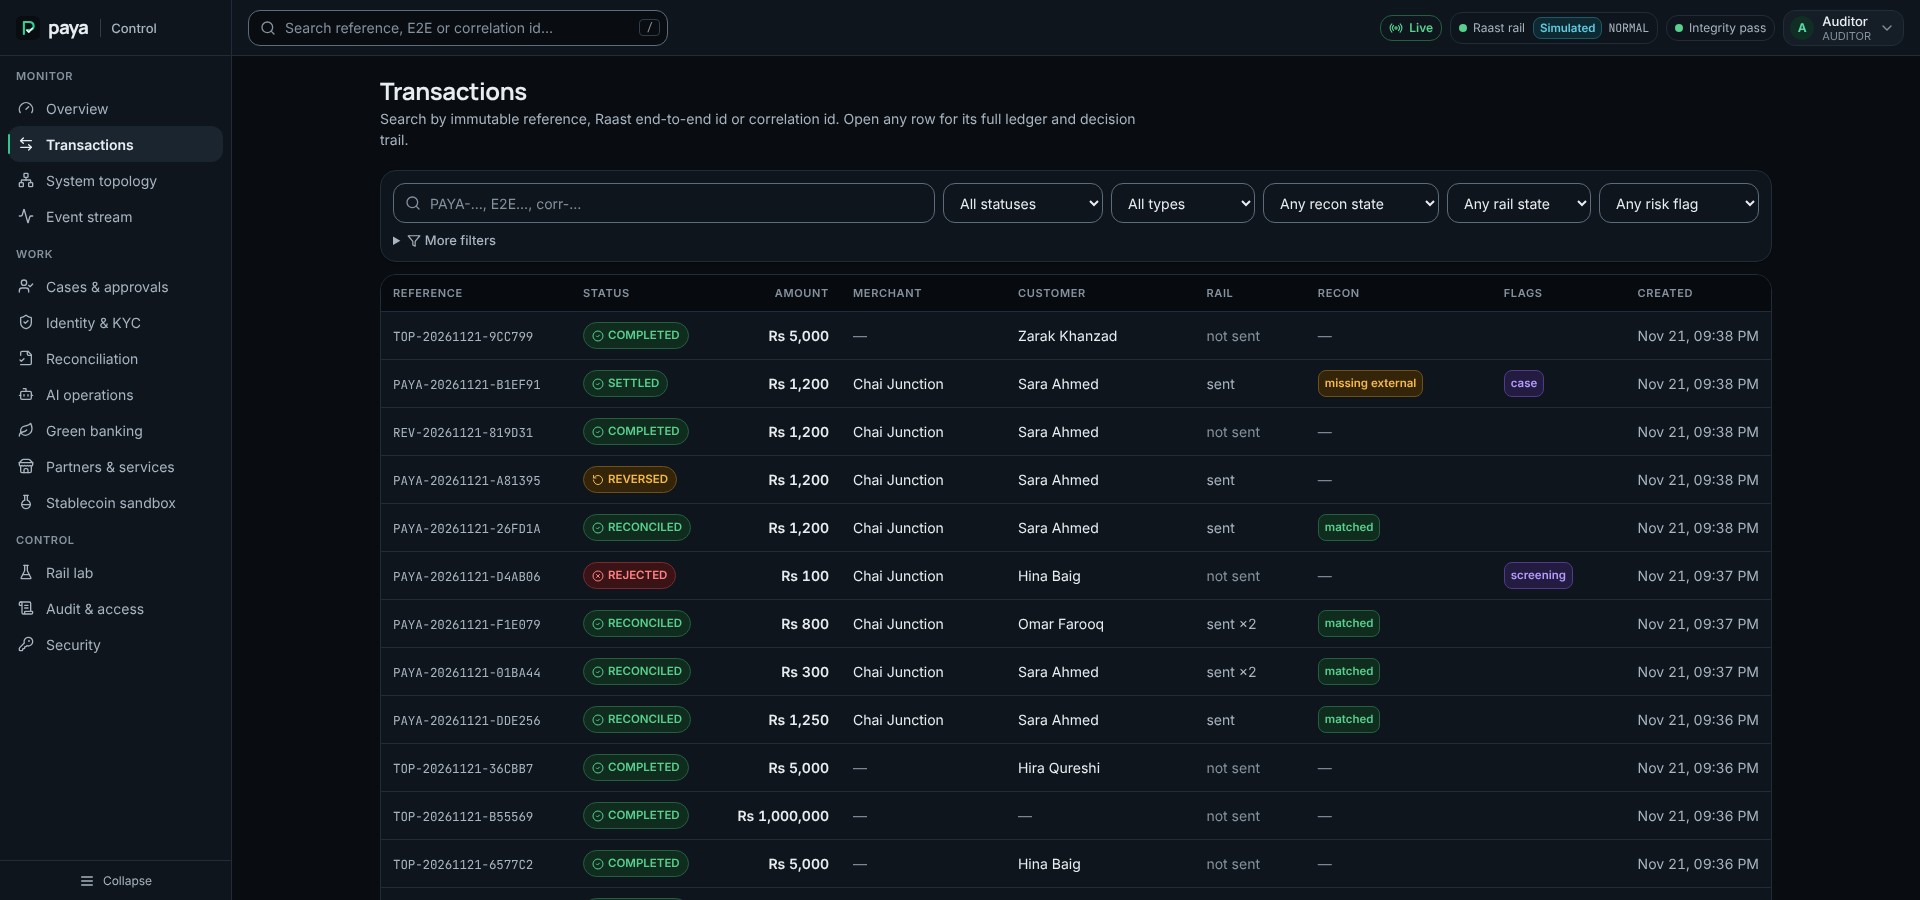 paya Control
Search reference, E2E or correlation id... /
Live
Raast rail Simulated NORMAL
Integrity pass
A Auditor
AUDITOR
MONITOR
Overview
Transactions
System topology
Event stream
WORK
Cases & approvals
Identity & KYC
Reconciliation
AI operations
Green banking
Partners & services
Stablecoin sandbox
CONTROL
Rail lab
Audit & access
Security
Collapse
Transactions
Search by immutable reference, Raast end-to-end id or correlation id. Open any row for its full ledger and decision
trail.
PAYA-..., E2E..., corr-... All statuses All types Any recon state Any rail state Any risk flag
More filters
REFERENCE STATUS AMOUNT MERCHANT CUSTOMER RAIL RECON FLAGS CREATED
TOP-20261121-9CC799 COMPLETED Rs 5,000 — Zarak Khanzad not sent — Nov 21, 09:38 PM
PAYA-20261121-B1EF91 SETTLED Rs 1,200 Chai Junction Sara Ahmed sent missing external case Nov 21, 09:38 PM
REV-20261121-819D31 COMPLETED Rs 1,200 Chai Junction Sara Ahmed not sent — Nov 21, 09:38 PM
PAYA-20261121-A81395 REVERSED Rs 1,200 Chai Junction Sara Ahmed sent — Nov 21, 09:38 PM
PAYA-20261121-26FD1A RECONCILED Rs 1,200 Chai Junction Sara Ahmed sent matched Nov 21, 09:38 PM
PAYA-20261121-D4AB06 REJECTED Rs 100 Chai Junction Hina Baig not sent — screening Nov 21, 09:37 PM
PAYA-20261121-F1E079 RECONCILED Rs 800 Chai Junction Omar Farooq sent ×2 matched Nov 21, 09:37 PM
PAYA-20261121-01BA44 RECONCILED Rs 300 Chai Junction Sara Ahmed sent ×2 matched Nov 21, 09:37 PM
PAYA-20261121-DDE256 RECONCILED Rs 1,250 Chai Junction Sara Ahmed sent matched Nov 21, 09:36 PM
TOP-20261121-36CBB7 COMPLETED Rs 5,000 — Hira Qureshi not sent — Nov 21, 09:36 PM
TOP-20261121-B55569 COMPLETED Rs 1,000,000 — — not sent — Nov 21, 09:36 PM
TOP-20261121-6577C2 COMPLETED Rs 5,000 — Hina Baig not sent — Nov 21, 09:36 PM